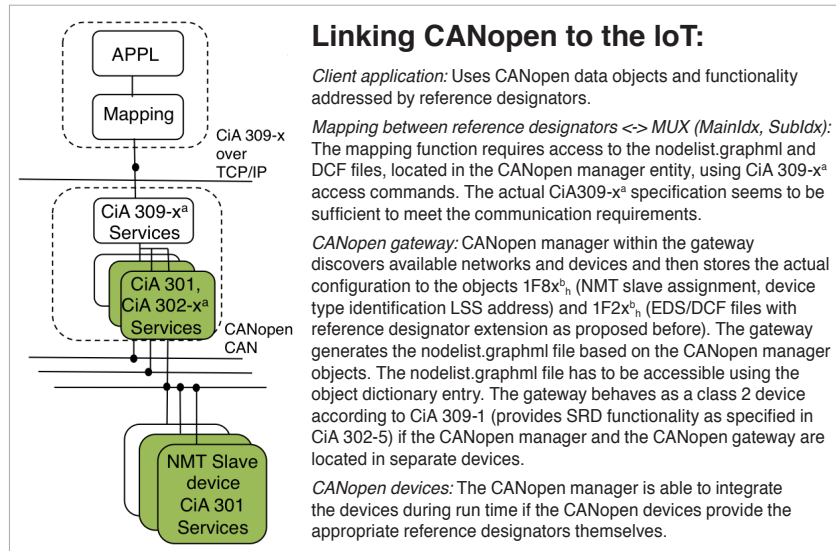 APPL
Mapping
CiA 309-x
over
TCP/IP
CiA 309-xᵃ
Services
CiA 301,
CiA 302-xᵃ
Services
CANopen
CAN
NMT Slave
device
CiA 301
Services
Linking CANopen to the IoT:
Client application: Uses CANopen data objects and functionality
addressed by reference designators.
Mapping between reference designators <-> MUX (MainIdx, SubIdx):
The mapping function requires access to the nodelist.graphml and
DCF files, located in the CANopen manager entity, using CiA 309-xᵃ
access commands. The actual CiA309-xᵃ specification seems to be
sufficient to meet the communication requirements.
CANopen gateway: CANopen manager within the gateway
discovers available networks and devices and then stores the actual
configuration to the objects 1F8xᵇₕ (NMT slave assignment, device
type identification LSS address) and 1F2xᵇₕ (EDS/DCF files with
reference designator extension as proposed before). The gateway
generates the nodelist.graphml file based on the CANopen manager
objects. The nodelist.graphml file has to be accessible using the
object dictionary entry. The gateway behaves as a class 2 device
according to CiA 309-1 (provides SRD functionality as specified in
CiA 302-5) if the CANopen manager and the CANopen gateway are
located in separate devices.
CANopen devices: The CANopen manager is able to integrate
the devices during run time if the CANopen devices provide the
appropriate reference designators themselves.